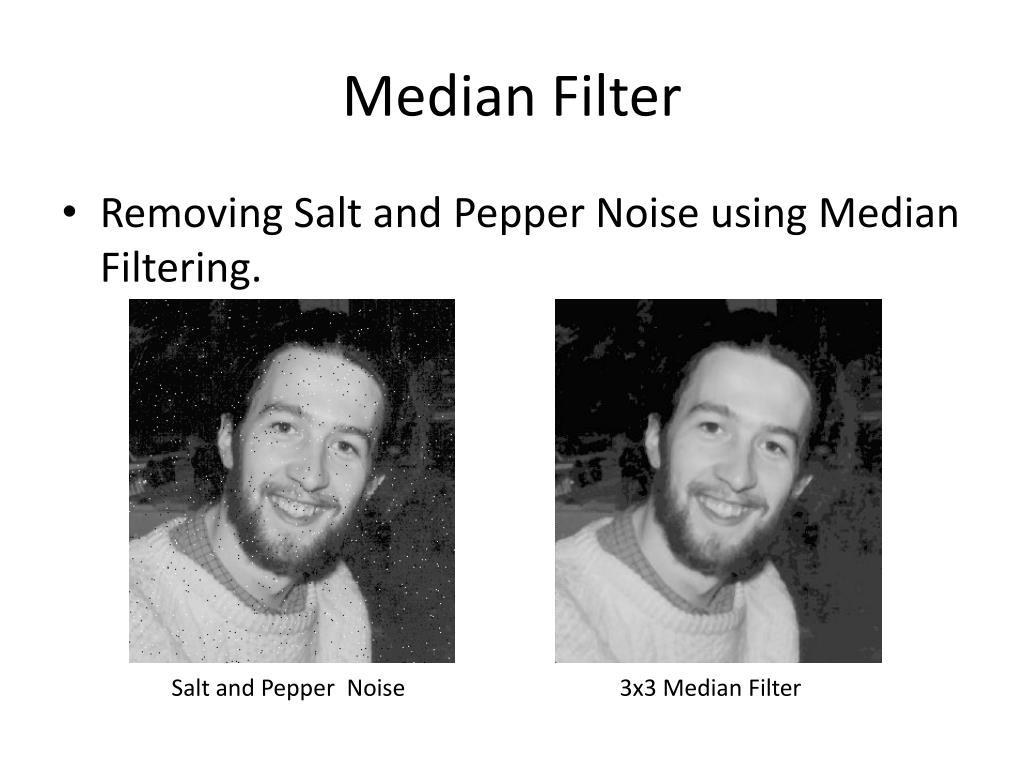 Median Filter
• Removing Salt and Pepper Noise using Median
Filtering.
Salt and Pepper  Noise
3x3 Median Filter